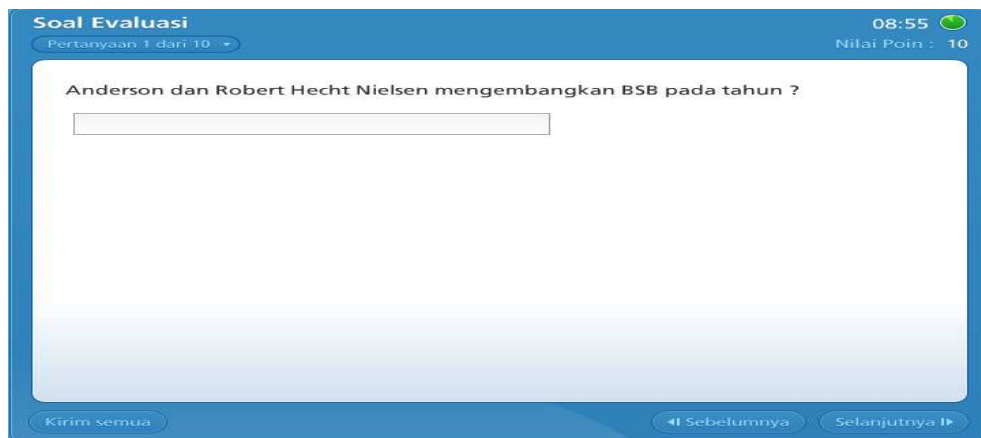 Soal Evaluasi
08:55
Pertanyaan 1 dari 10
Nilai Poin : 10
Anderson dan Robert Hecht Nielsen mengembangkan BSB pada tahun ?
Kirim semua
Sebelumnya
Selanjutnya